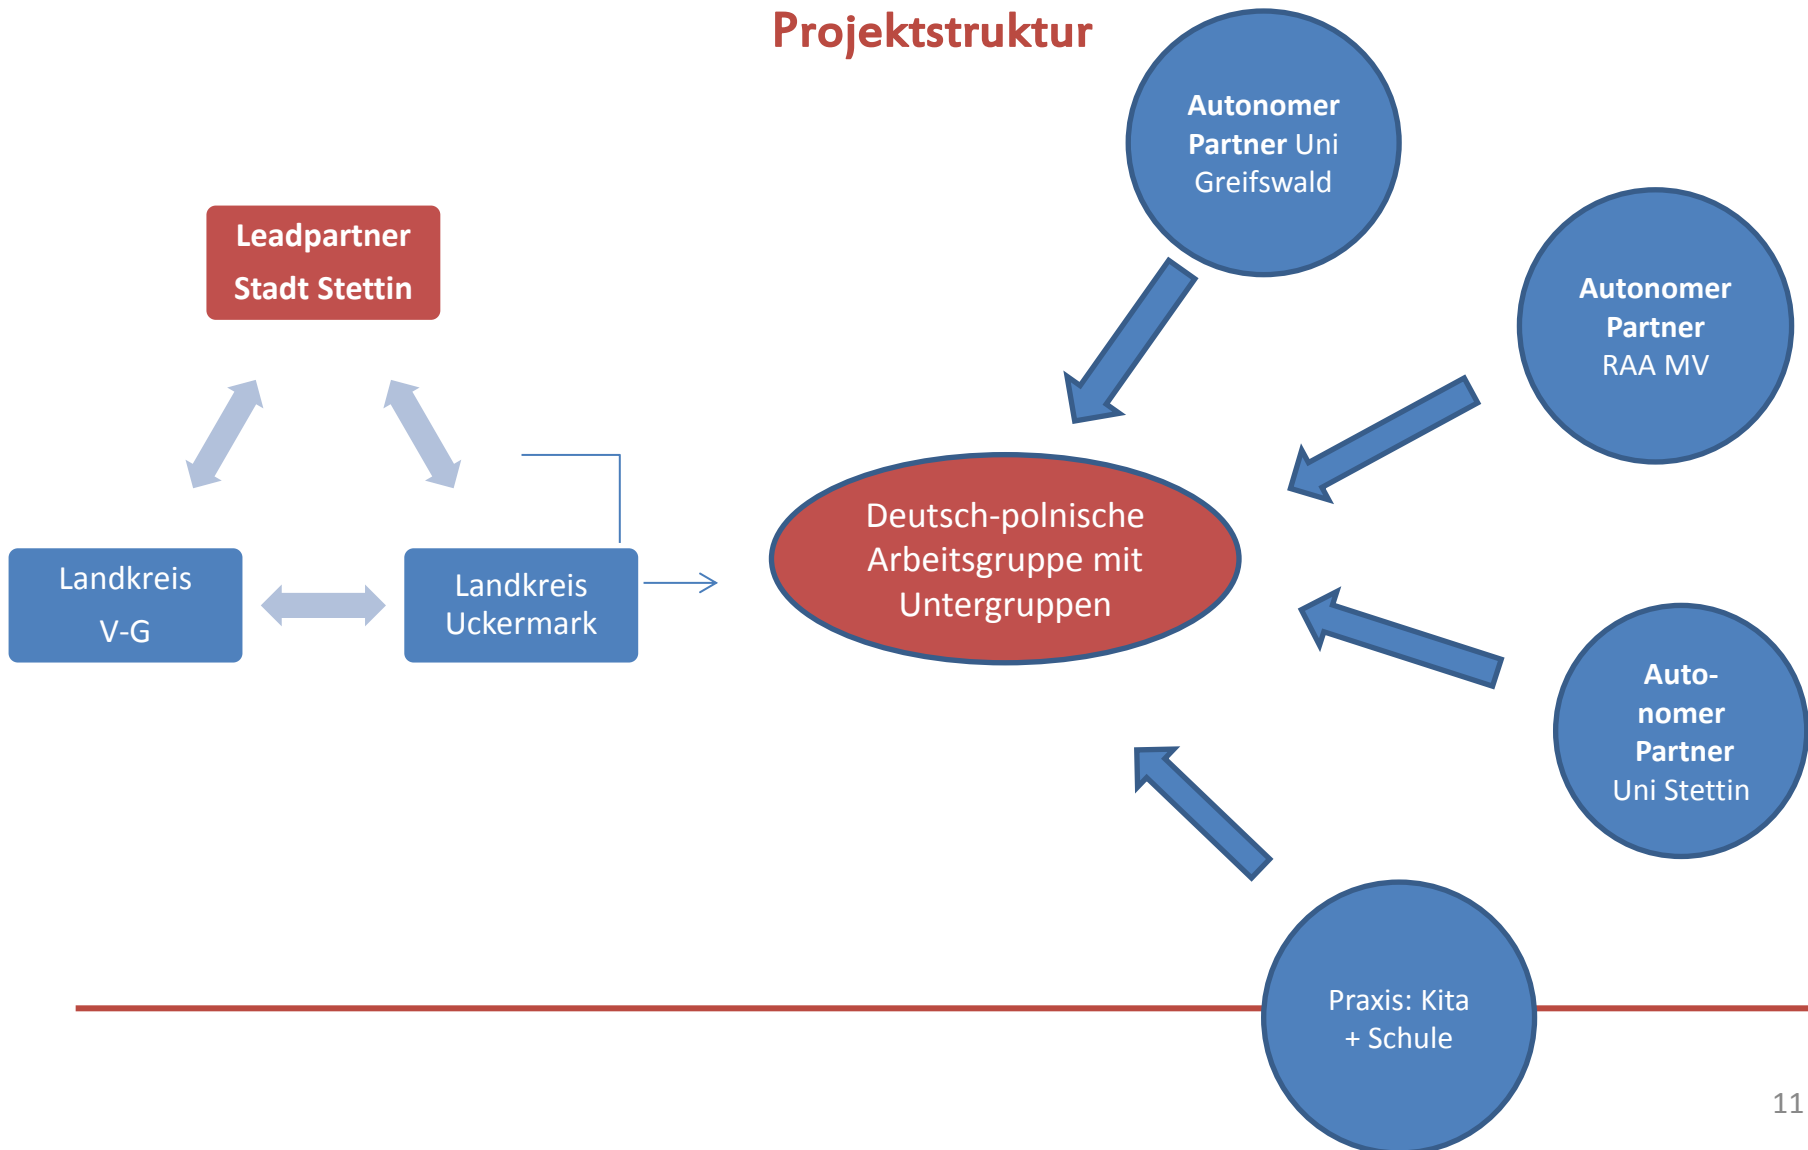 Projektstruktur
Autonomer
Partner Uni
Greifswald
Leadpartner
Stadt Stettin
Autonomer
Partner
RAA MV
Deutsch-polnische
Arbeitsgruppe mit
Untergruppen
Landkreis
V-G
Landkreis
Uckermark
Auto-
nomer
Partner
Uni Stettin
Praxis: Kita
+ Schule
11